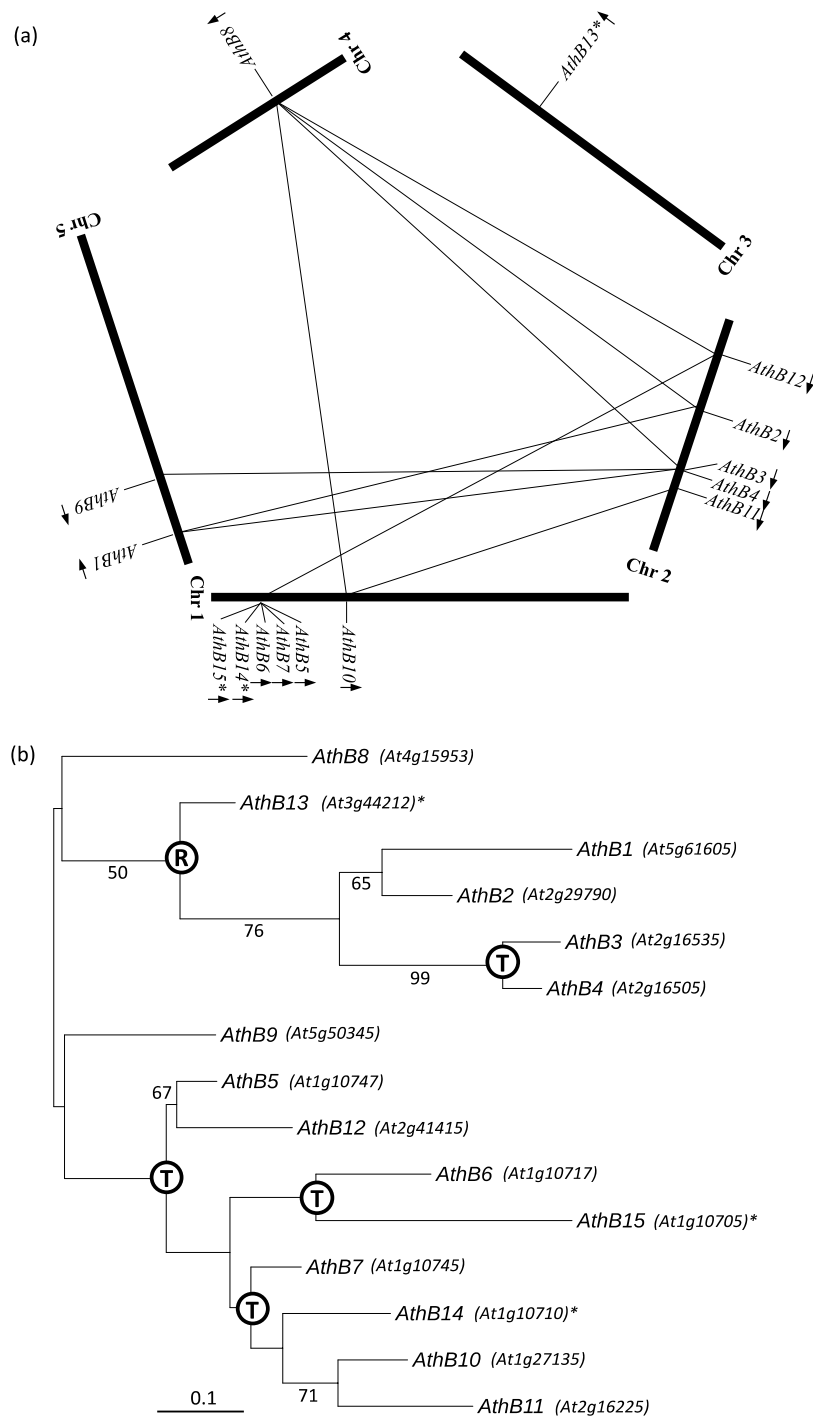 (a)
AthB8
Chr 4
AthB13*
Chr 3
Chr 5
AthB12
AthB2
AthB3
AthB4
AthB11
AthB9
AthB1
Chr 2
Chr 1
AthB15*
AthB14*
AthB6
AthB7
AthB5
AthB10
(b)
AthB8 (At4g15953)
AthB13 (At3g44212)*
R
50
AthB1 (At5g61605)
65
AthB2 (At2g29790)
76
AthB3 (At2g16535)
T
99
AthB4 (At2g16505)
AthB9 (At5g50345)
AthB5 (At1g10747)
67
AthB12 (At2g41415)
T
AthB6 (At1g10717)
T
AthB15 (At1g10705)*
AthB7 (At1g10745)
T
AthB14 (At1g10710)*
AthB10 (At1g27135)
71
AthB11 (At2g16225)
0.1